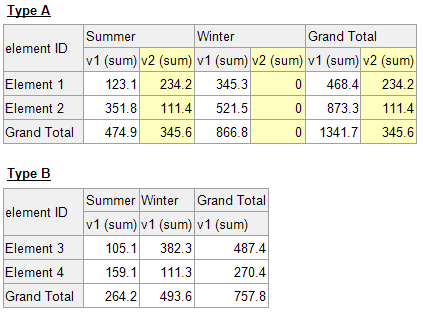 Type A
element ID Summer Winter Grand Total
v1 (sum) v2 (sum) v1 (sum) v2 (sum) v1 (sum) v2 (sum)
Element 1 123.1 234.2 345.3 0 468.4 234.2
Element 2 351.8 111.4 521.5 0 873.3 111.4
Grand Total 474.9 345.6 866.8 0 1341.7 345.6
Type B
element ID Summer Winter Grand Total
v1 (sum) v1 (sum) v1 (sum)
Element 3 105.1 382.3 487.4
Element 4 159.1 111.3 270.4
Grand Total 264.2 493.6 757.8